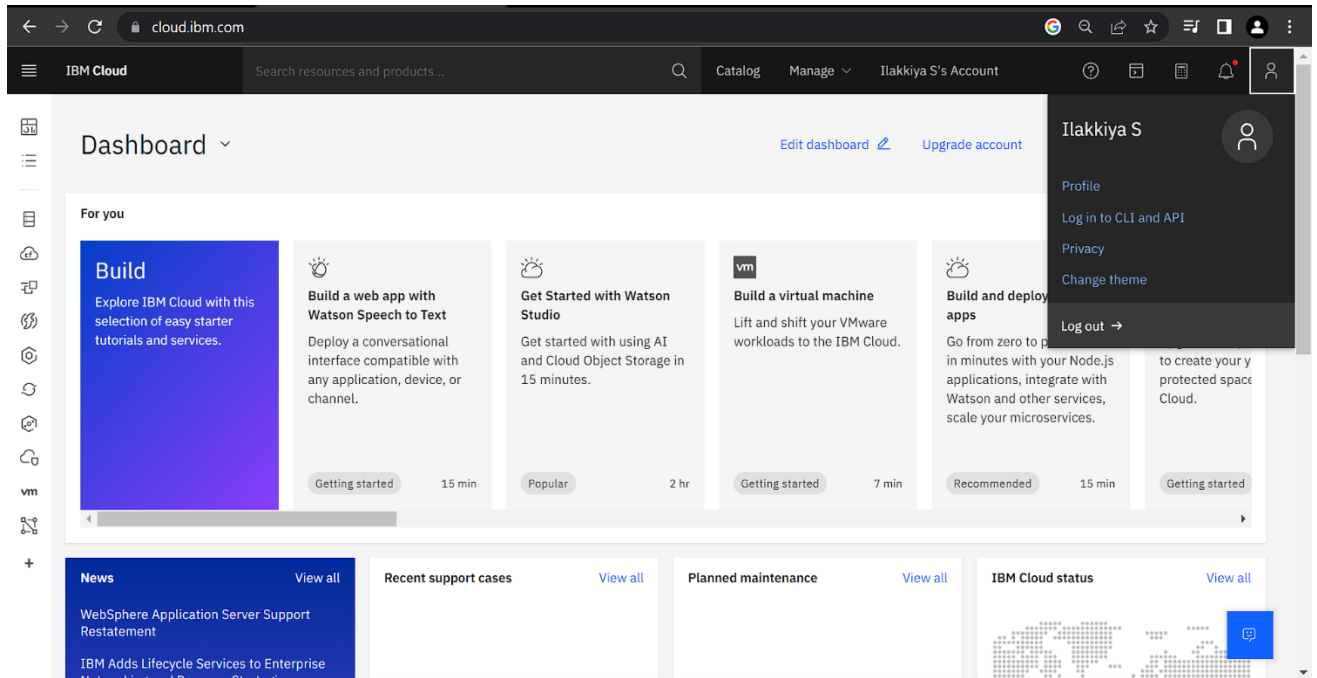 cloud.ibm.com
IBM Cloud
Search resources and products...
Catalog
Manage
Ilakkiya S's Account
Dashboard
Edit dashboard
Upgrade account
Ilakkiya S
Profile
Log in to CLI and API
Privacy
Change theme
Log out →
For you
Build
Explore IBM Cloud with this
selection of easy starter
tutorials and services.
Build a web app with
Watson Speech to Text
Deploy a conversational
interface compatible with
any application, device, or
channel.
Getting started
15 min
Get Started with Watson
Studio
Get started with using AI
and Cloud Object Storage in
15 minutes.
Popular
2 hr
vm
Build a virtual machine
Lift and shift your VMware
workloads to the IBM Cloud.
Getting started
7 min
Build and deploy
apps
Go from zero to p
in minutes with your Node.js
applications, integrate with
Watson and other services,
scale your microservices.
Recommended
15 min
to create your y
protected space
Cloud.
Getting started
vm
News
View all
WebSphere Application Server Support
Restatement
IBM Adds Lifecycle Services to Enterprise
Recent support cases
View all
Planned maintenance
View all
IBM Cloud status
View all